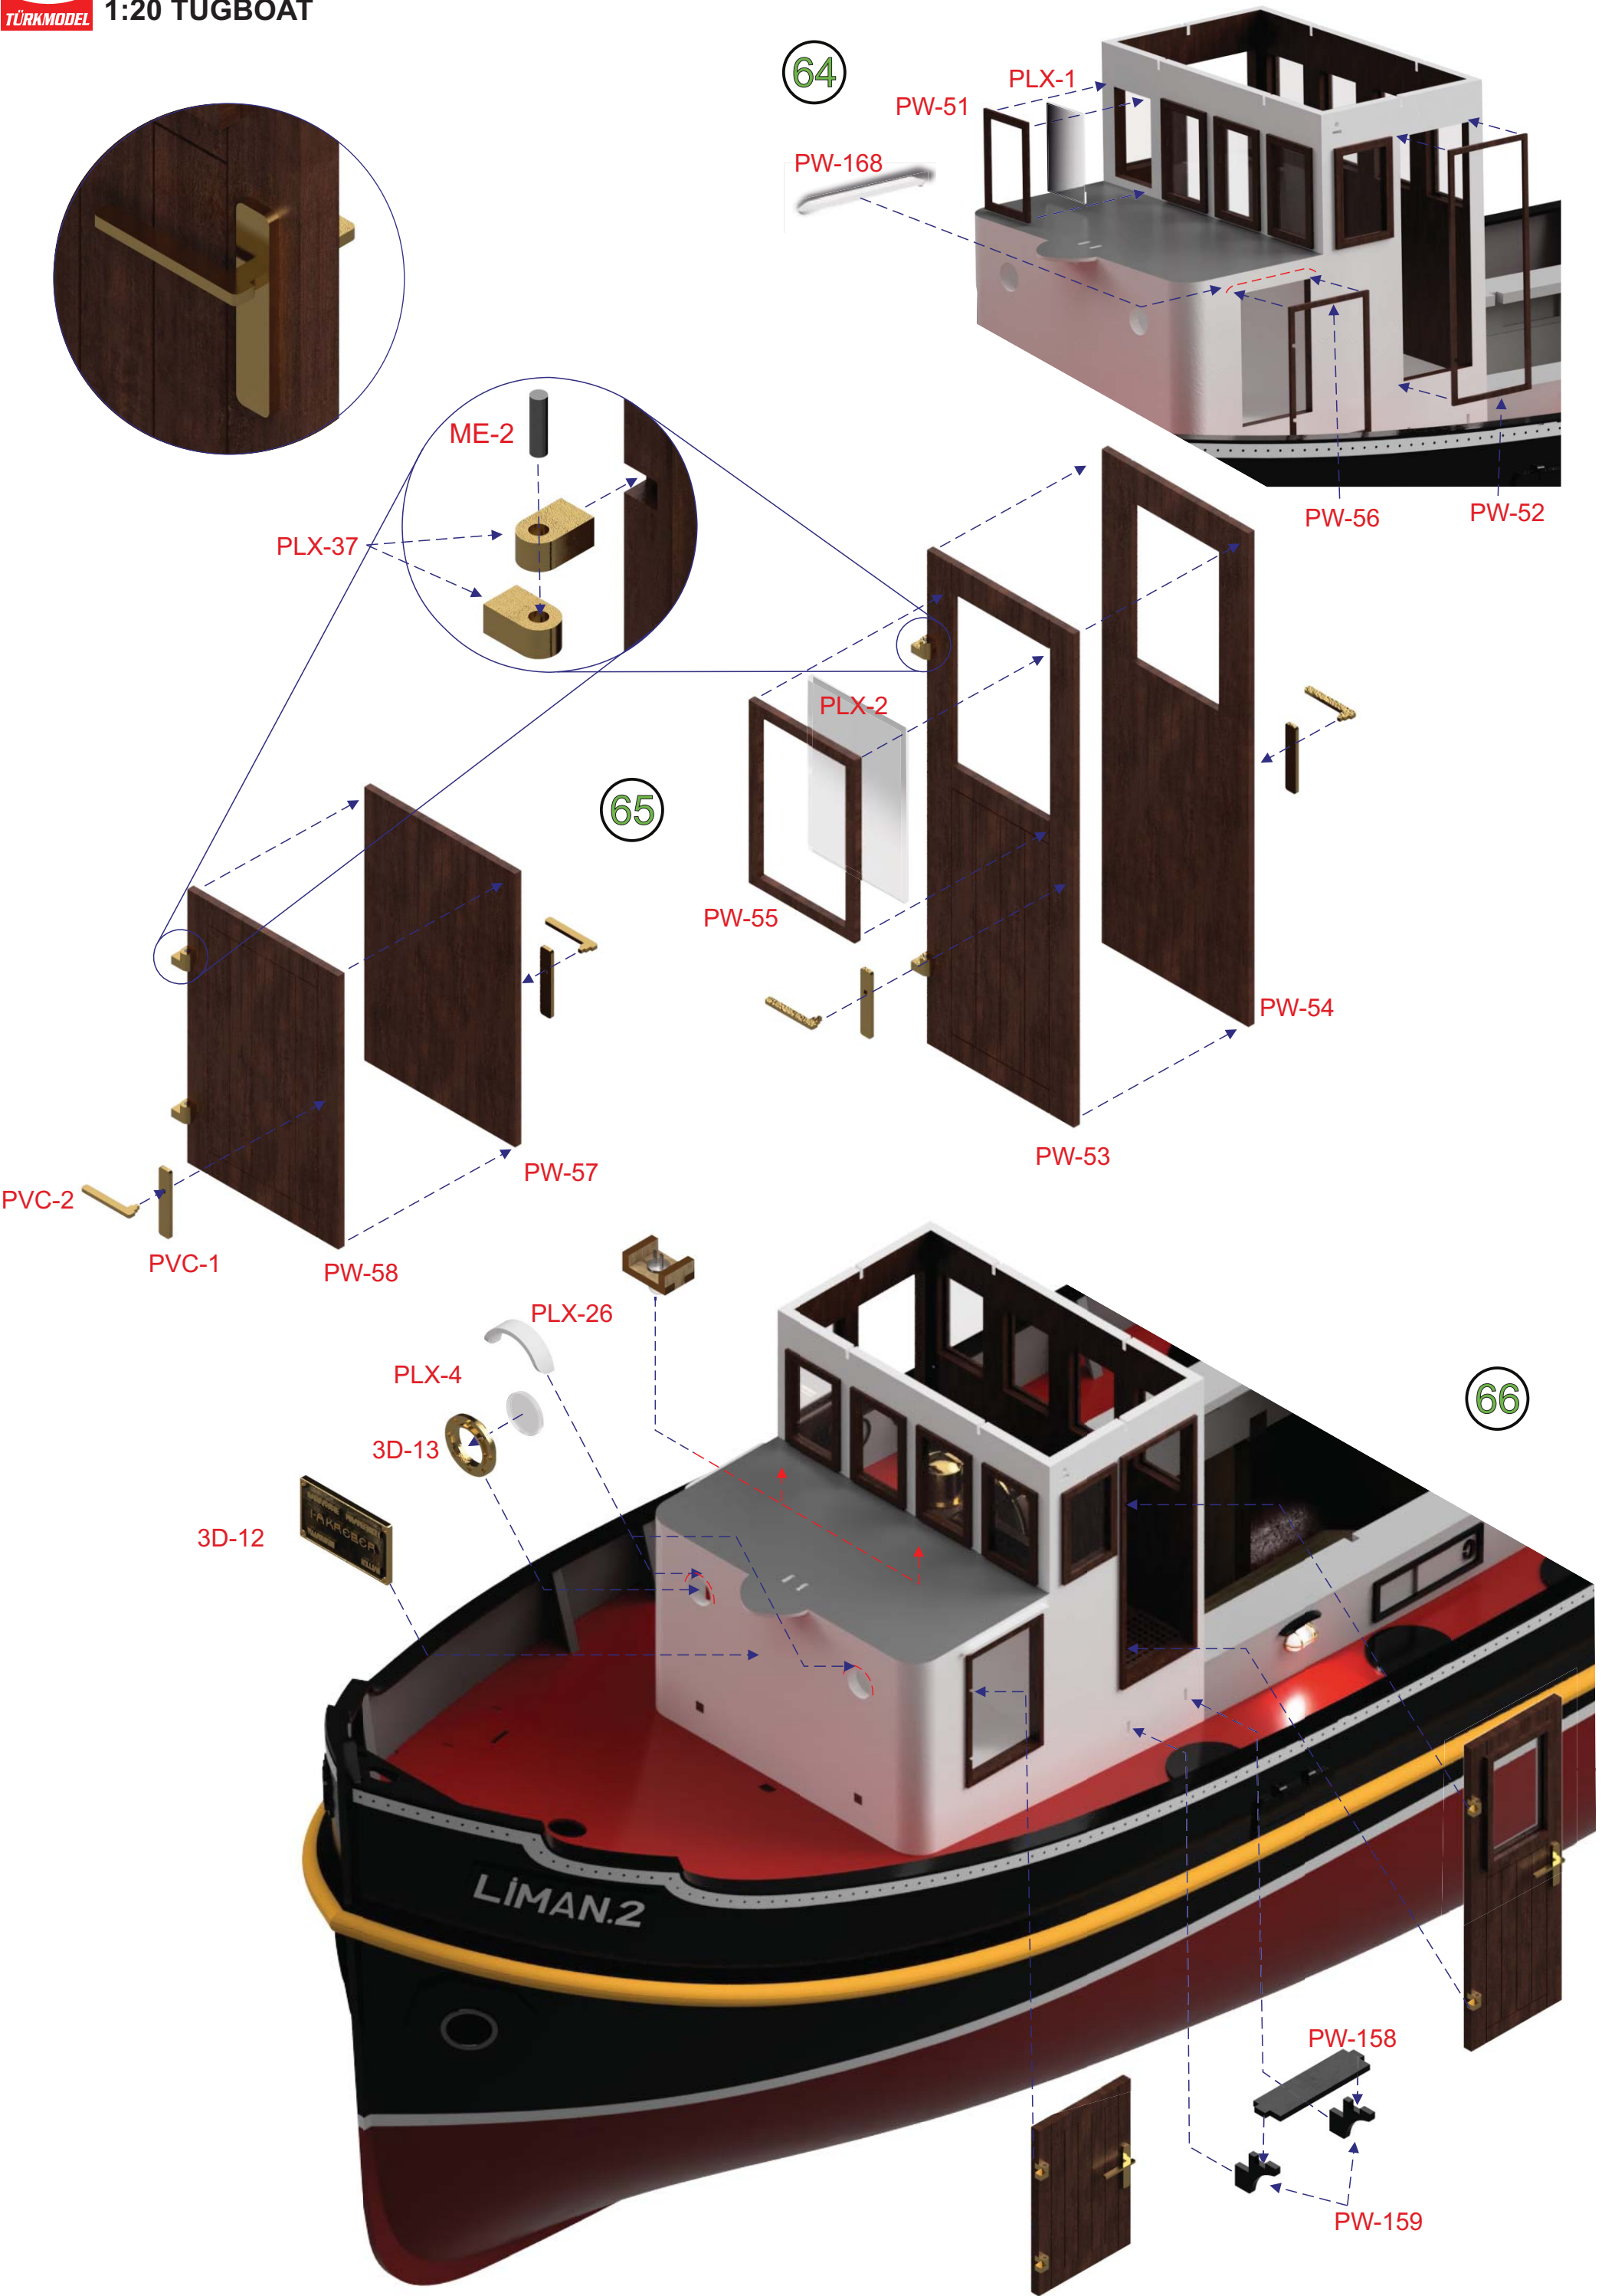 TÜRKMODEL
1:20 TUGBOAT
64
PLX-1
PW-51
PW-168
PW-56
PW-52
ME-2
PLX-37
PLX-2
65
PW-55
PW-54
PW-53
PW-57
PVC-2
PVC-1
PW-58
PLX-26
PLX-4
66
3D-13
3D-12
LİMAN.2
PW-158
PW-159